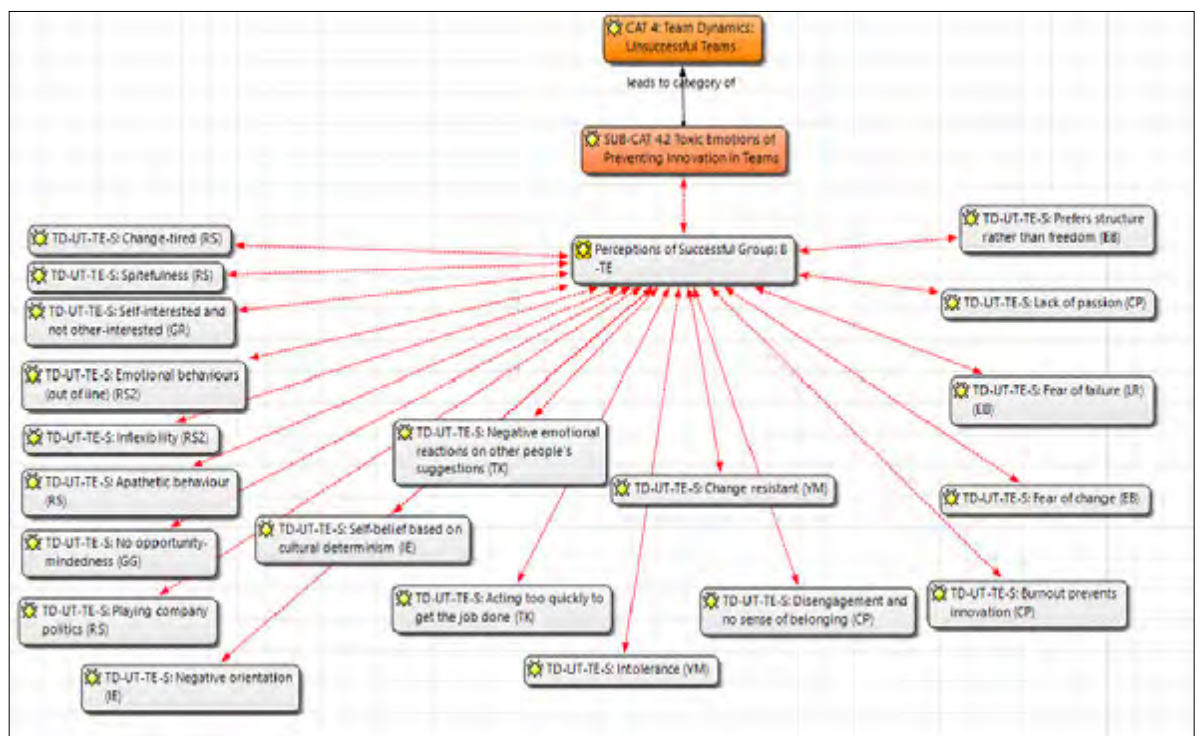 CAT 4: Team Dynamics:
Unsuccessful Teams
leads to category of
SUB-CAT 4.2 Toxic Emotions of
Preventing Innovation in Teams
Perceptions of Successful Group: B
-TE
TD-UT-TE-S: Change-tired (RS)
TD-UT-TE-S: Spitefulness (RS)
TD-UT-TE-S: Self-interested and
not other-interested (GR)
TD-UT-TE-S: Emotional behaviours
(out of line) (RS2)
TD-UT-TE-S: Inflexibility (RS2)
TD-UT-TE-S: Apathetic behaviour
(RS)
TD-UT-TE-S: No opportunity-
mindedness (GG)
TD-UT-TE-S: Playing company
politics (RS)
TD-UT-TE-S: Negative orientation
(IE)
TD-UT-TE-S: Self-belief based on
cultural determinism (IE)
TD-UT-TE-S: Negative emotional
reactions on other people's
suggestions (TK)
TD-UT-TE-S: Acting too quickly to
get the job done (TK)
TD-UT-TE-S: Intolerance (YM)
TD-UT-TE-S: Change resistant (YM)
TD-UT-TE-S: Disengagement and
no sense of belonging (CP)
TD-UT-TE-S: Prefers structure
rather than freedom (EB)
TD-UT-TE-S: Lack of passion (CP)
TD-UT-TE-S: Fear of failure (LR)
(EB)
TD-UT-TE-S: Fear of change (EB)
TD-UT-TE-S: Burnout prevents
innovation (CP)